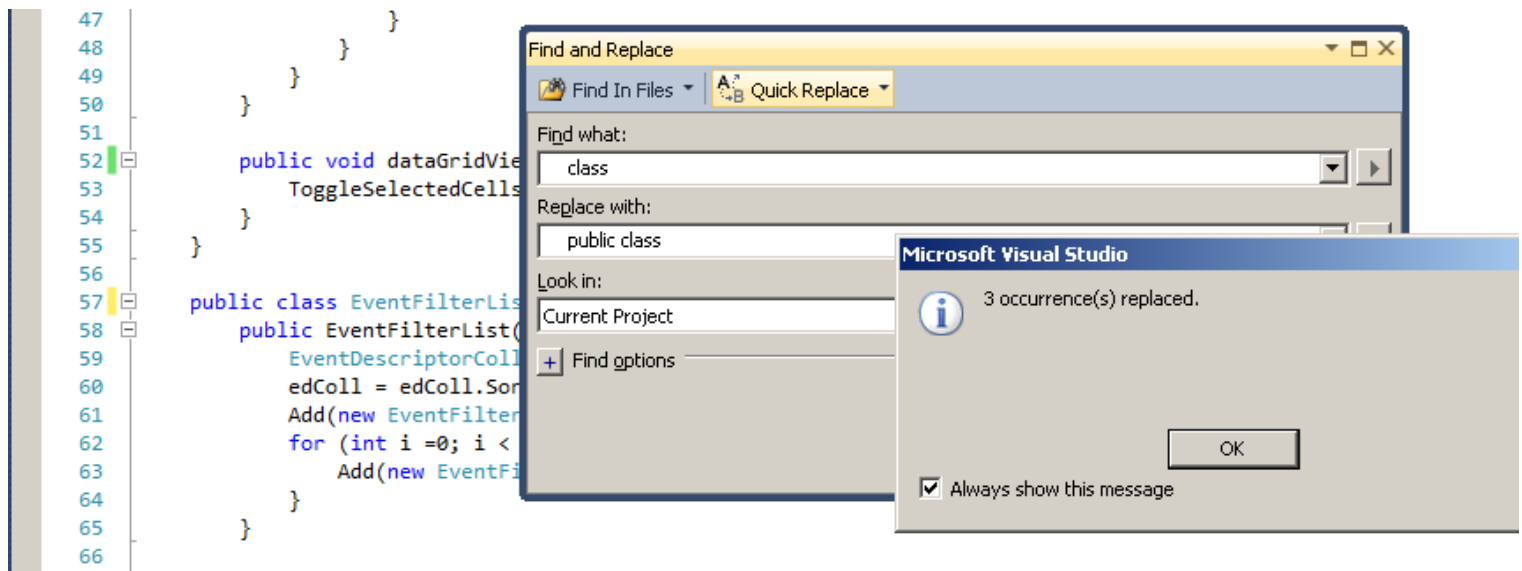 47 }
48 }
49 }
50 }
51
52 public void dataGridVie
53 ToggleSelectedCells
54 }
55 }
56
57 public class EventFilterLis
58 public EventFilterList(
59 EventDescriptorColl
60 edColl = edColl.Sor
61 Add(new EventFilter
62 for (int i =0; i <
63 Add(new EventFi
64 }
65 }
66
Find and Replace
Find In Files
Quick Replace
Find what:
class
Replace with:
public class
Look in:
Current Project
+ Find options
Microsoft Visual Studio
3 occurrence(s) replaced.
OK
Always show this message